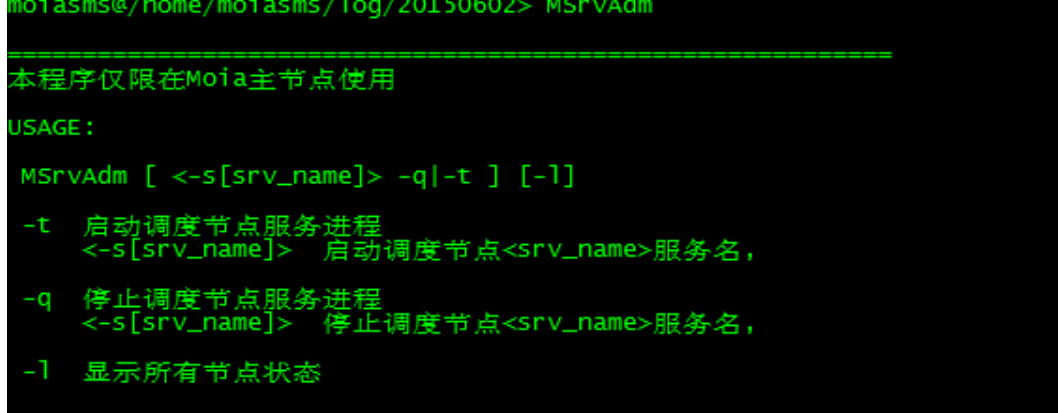 moiasms@/home/moiasms/log/20150602> MSrvAdm
==========================================================
本程序仅限在Moia主节点使用
USAGE:
MSrvAdm [ <-s[srv_name]> -q|-t ] [-l]
-t 启动调度节点服务进程
<-s[srv_name]> 启动调度节点<srv_name>服务名,
-q 停止调度节点服务进程
<-s[srv_name]> 停止调度节点<srv_name>服务名,
-l 显示所有节点状态